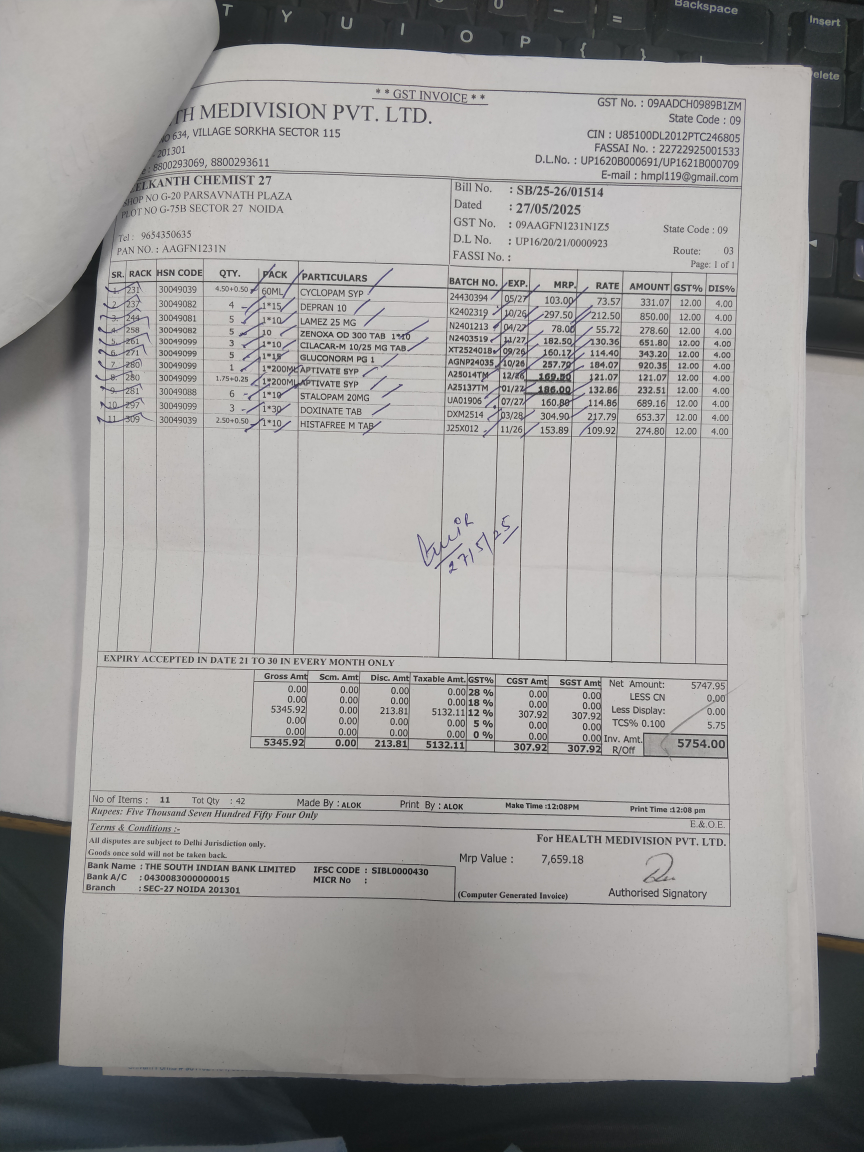 T Y U I O P { } - = Backspace Insert
Delete
* * GST INVOICE * *
GST No. : 09AADCH0989B1ZM
State Code : 09
TH MEDIVISION PVT. LTD.
CIN : U85100DL2012PTC246805
NO 634, VILLAGE SORKHA SECTOR 115
FASSAI No. : 22722925001533
201301
D.L.No. : UP1620B000691/UP1621B000709
8800293069, 8800293611
E-mail : hmpl119@gmail.com
ELKANTH CHEMIST 27
SHOP NO G-20 PARSAVNATH PLAZA
PLOT NO G-75B SECTOR 27 NOIDA
Tel : 9654350635
PAN NO. : AAGFN1231N
Bill No. : SB/25-26/01514
Dated : 27/05/2025
GST No. : 09AAGFN1231N1Z5 State Code : 09
D.L No. : UP16/20/21/0000923
Route: 03
FASSI No. :
Page: 1 of 1
SR. RACK HSN CODE QTY. PACK PARTICULARS BATCH NO. EXP. MRP. RATE AMOUNT GST% DIS%
1. 231 30049039 4.50+0.50 60ML CYCLOPAM SYP 24430394 05/27 103.00 73.57 331.07 12.00 4.00
2. 237 30049082 4 1*15 DEPRAN 10 K2402319 10/26 297.50 212.50 850.00 12.00 4.00
3. 244 30049081 5 1*10 LAMEZ 25 MG N2401213 04/27 78.00 55.72 278.60 12.00 4.00
4. 258 30049082 5 10 ZENOXA OD 300 TAB 1*10 N2403519 11/27 182.50 130.36 651.80 12.00 4.00
5. 261 30049099 3 1*10 CILACAR-M 10/25 MG TAB XT2524018 09/26 160.17 114.40 343.20 12.00 4.00
6. 271 30049099 5 1*15 GLUCONORM PG 1 AGNP24035 10/26 257.70 184.07 920.35 12.00 4.00
7. 280 30049099 1 1*200ML APTIVATE SYP A25014TM 12/26 169.50 121.07 121.07 12.00 4.00
8. 280 30049099 1.75+0.25 1*200ML APTIVATE SYP A25137TM 01/27 186.00 132.86 232.51 12.00 4.00
9. 281 30049088 6 1*10 STALOPAM 20MG UA01906 07/27 160.80 114.86 689.16 12.00 4.00
10 297 30049099 3 1*30 DOXINATE TAB DXM2514 03/28 304.90 217.79 653.37 12.00 4.00
11 309 30049039 2.50+0.50 1*10 HISTAFREE M TAB J25X012 11/26 153.89 109.92 274.80 12.00 4.00
27/5/25
EXPIRY ACCEPTED IN DATE 21 TO 30 IN EVERY MONTH ONLY
Gross Amt Scm. Amt Disc. Amt Taxable Amt. GST% CGST Amt SGST Amt
0.00 0.00 0.00 0.00 28 % 0.00 0.00
0.00 0.00 0.00 0.00 18 % 0.00 0.00
5345.92 0.00 213.81 5132.11 12 % 307.92 307.92
0.00 0.00 0.00 0.00 5 % 0.00 0.00
0.00 0.00 0.00 0.00 0 % 0.00 0.00
5345.92 0.00 213.81 5132.11 307.92 307.92
Net Amount: 5747.95
LESS CN 0.00
Less Display: 0.00
TCS% 0.100 5.75
Inv. Amt. 5754.00
R/Off
No of Items : 11 Tot Qty : 42 Made By : ALOK Print By : ALOK Make Time :12:08PM Print Time :12:08 pm
Rupees: Five Thousand Seven Hundred Fifty Four Only
E.& O.E.
Terms & Conditions :-
All disputes are subject to Delhi Jurisdiction only.
Goods once sold will not be taken back.
For HEALTH MEDIVISION PVT. LTD.
Mrp Value : 7,659.18
Bank Name : THE SOUTH INDIAN BANK LIMITED IFSC CODE : SIBL0000430
Bank A/C : 0430083000000015 MICR No :
Branch : SEC-27 NOIDA 201301
(Computer Generated Invoice)
Authorised Signatory